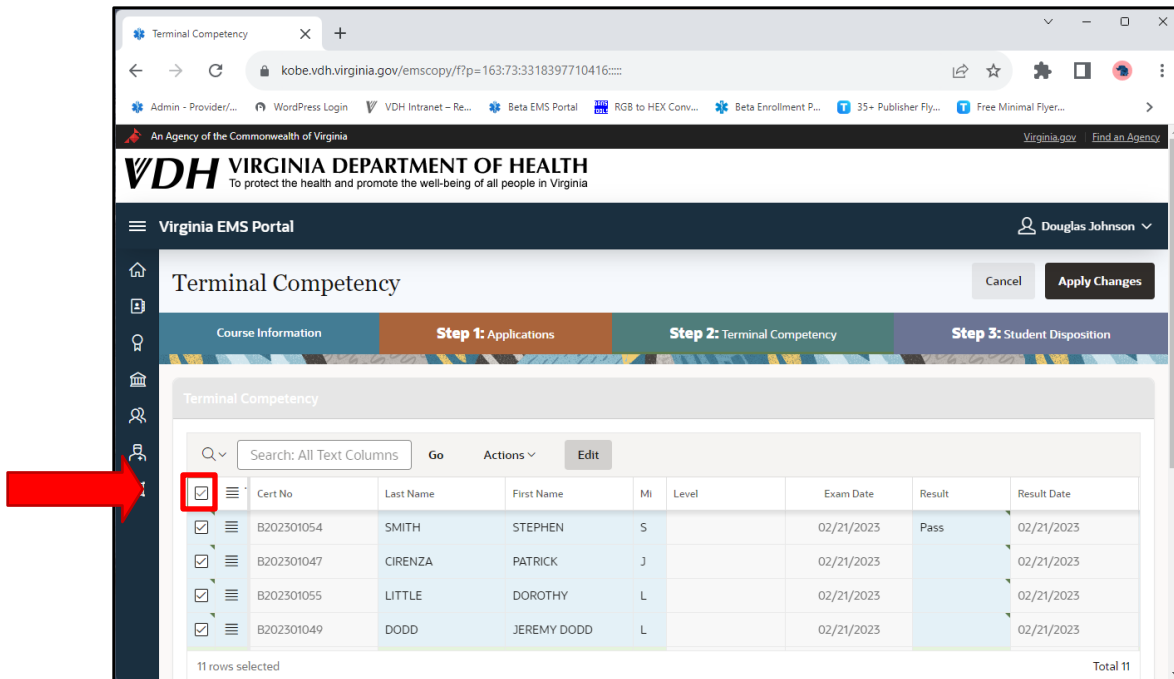 Terminal Competency
kobe.vdh.virginia.gov/emscopy/f?p=163:73:3318397710416:::::
Admin - Provider/... WordPress Login VDH Intranet – Re... Beta EMS Portal RGB to HEX Conv... Beta Enrollment P... 35+ Publisher Fly... Free Minimal Flyer...
An Agency of the Commonwealth of Virginia Virginia.gov Find an Agency
VDH VIRGINIA DEPARTMENT OF HEALTH
To protect the health and promote the well-being of all people in Virginia
Virginia EMS Portal Douglas Johnson
Terminal Competency Cancel Apply Changes
Course Information Step 1: Applications Step 2: Terminal Competency Step 3: Student Disposition
Terminal Competency
Search: All Text Columns Go Actions Edit
Cert No Last Name First Name Mi Level Exam Date Result Result Date
B202301054 SMITH STEPHEN S 02/21/2023 Pass 02/21/2023
B202301047 CIRENZA PATRICK J 02/21/2023 02/21/2023
B202301055 LITTLE DOROTHY L 02/21/2023 02/21/2023
B202301049 DODD JEREMY DODD L 02/21/2023 02/21/2023
11 rows selected Total 11